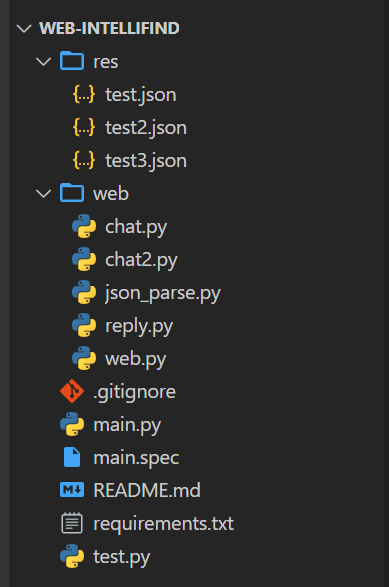 WEB-INTELLIFIND
res
{..} test.json
{..} test2.json
{..} test3.json
web
chat.py
chat2.py
json_parse.py
reply.py
web.py
.gitignore
main.py
main.spec
M↓ README.md
requirements.txt
test.py